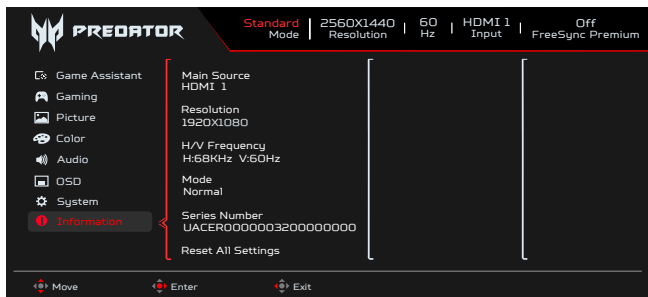 PREDATOR
Standard Mode
2560X1440 Resolution
60 Hz
HDMI 1 Input
Off FreeSync Premium
Game Assistant
Gaming
Picture
Color
Audio
OSD
System
Information
Main Source
HDMI 1
Resolution
1920X1080
H/V Frequency
H:68KHz V:60Hz
Mode
Normal
Series Number
UACER0000003200000000
Reset All Settings
Move
Enter
Exit